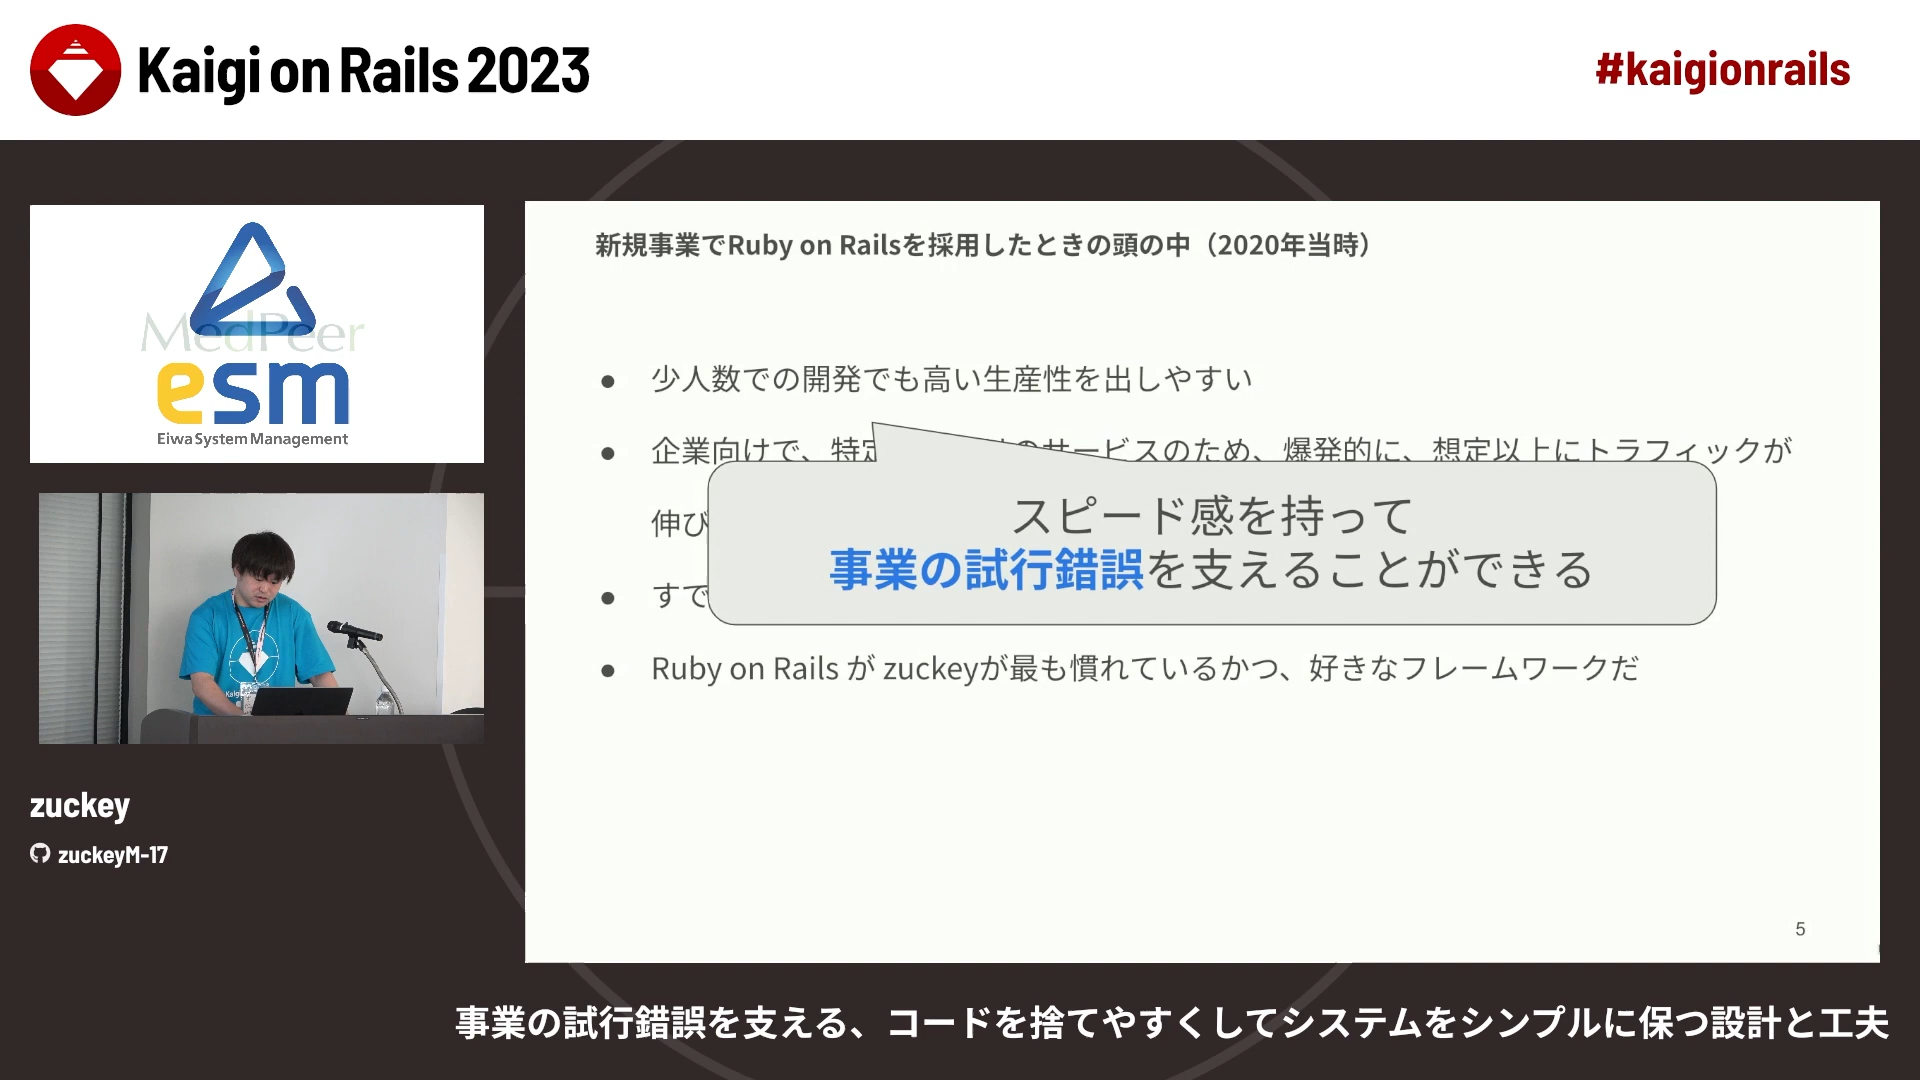 Kaigi on Rails 2023
#kaigionrails
MedPeer
esm
Eiwa System Management
zuckey
zuckeyM-17
新規事業でRuby on Railsを採用したときの頭の中（2020年当時）
● 少人数での開発でも高い生産性を出しやすい
● 企業向けで、特定 のサービスのため、爆発的に、想定以上にトラフィックが
伸び
● すで
● Ruby on Rails が zuckeyが最も慣れているかつ、好きなフレームワークだ
スピード感を持って
事業の試行錯誤を支えることができる
5
事業の試行錯誤を支える、コードを捨てやすくしてシステムをシンプルに保つ設計と工夫